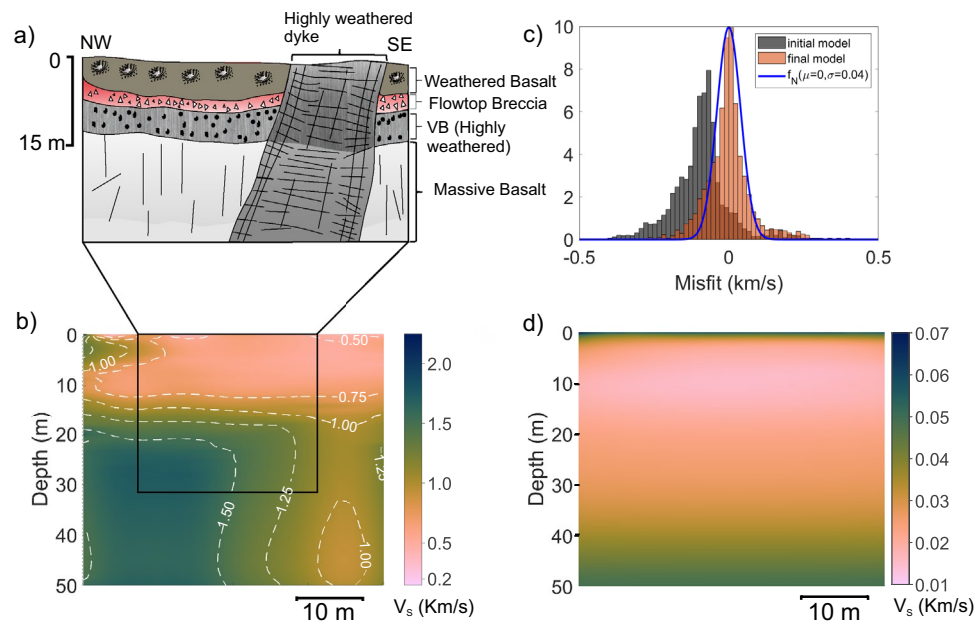 a)
NW
Highly weathered
dyke
SE
0
15 m
Weathered Basalt
Flowtop Breccia
VB (Highly
weathered)
Massive Basalt
c)
10
8
6
4
2
0
-0.5
0
0.5
Misfit (km/s)
initial model
final model
f_N(μ=0,σ=0.04)
b)
0
10
20
30
40
50
Depth (m)
0.50
1.00
0.75
1.00
1.25
1.50
1.25
1.00
2.0
1.5
1.0
0.5
0.2
10 m
V_s (Km/s)
d)
0
10
20
30
40
50
Depth (m)
0.07
0.06
0.05
0.04
0.03
0.02
0.01
10 m
V_s (Km/s)